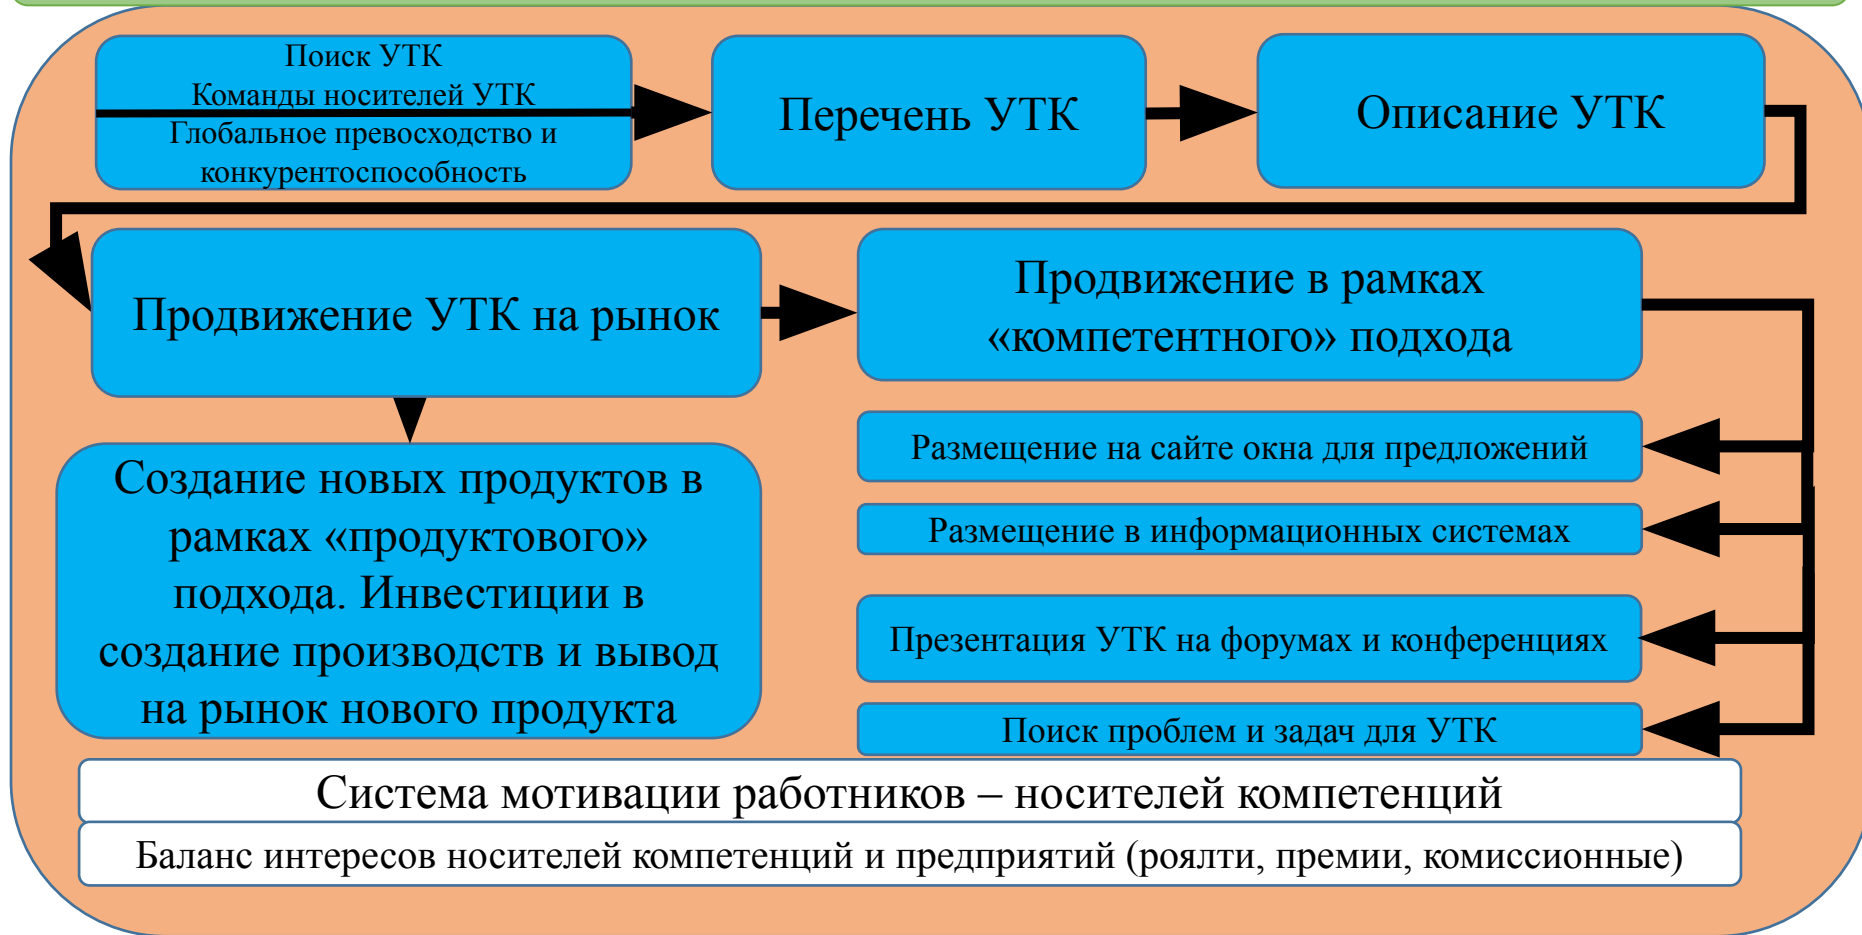 Поиск УТК
Команды носителей УТК
Глобальное превосходство и
конкурентоспособность
Перечень УТК
Описание УТК
Продвижение УТК на рынок
Продвижение в рамках
«компетентного» подхода
Размещение на сайте окна для предложений
Размещение в информационных системах
Презентация УТК на форумах и конференциях
Поиск проблем и задач для УТК
Создание новых продуктов в
рамках «продуктового»
подхода. Инвестиции в
создание производств и вывод
на рынок нового продукта
Система мотивации работников – носителей компетенций
Баланс интересов носителей компетенций и предприятий (роялти, премии, комиссионные)